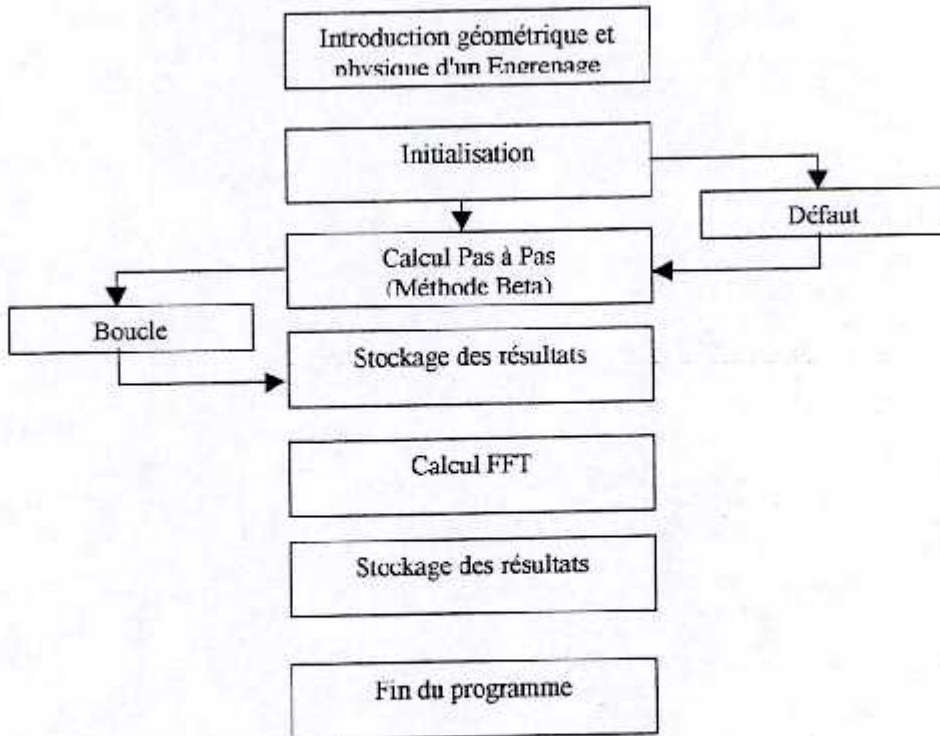 Introduction géométrique et
physique d'un Engrenage
Initialisation
Défaut
Calcul Pas à Pas
(Méthode Beta)
Boucle
Stockage des résultats
Calcul FFT
Stockage des résultats
Fin du programme